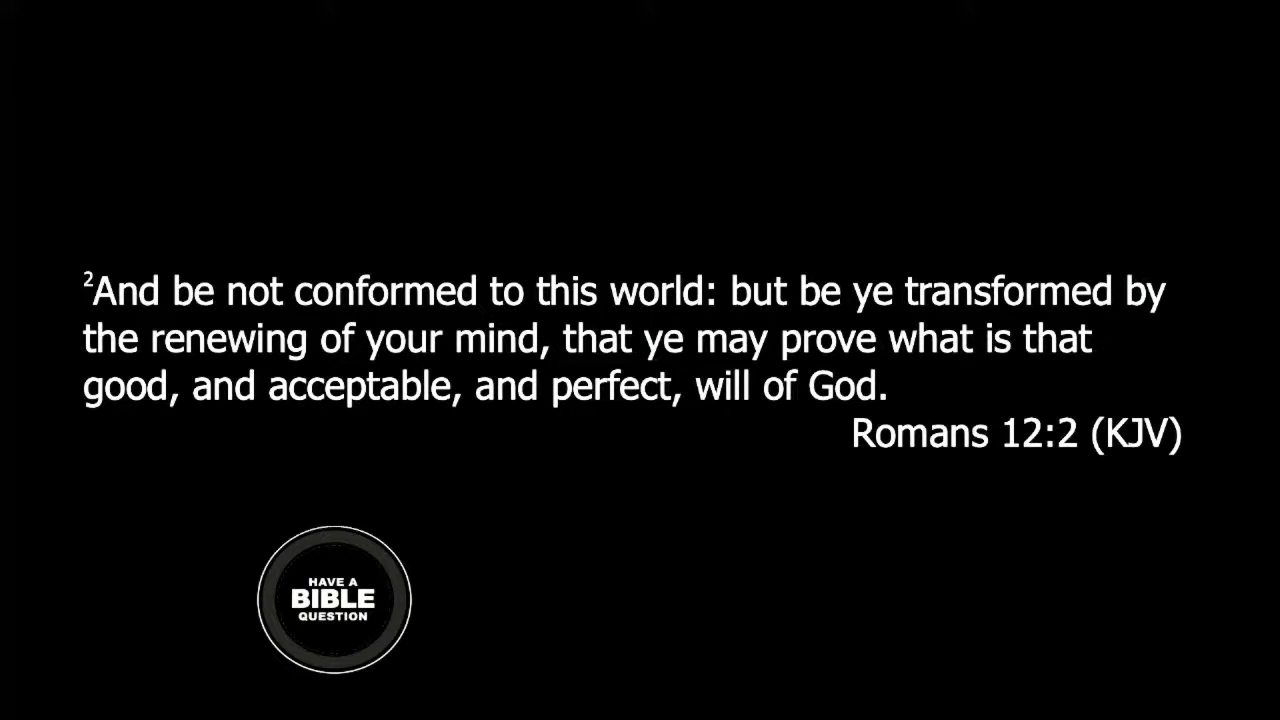 ²And be not conformed to this world: but be ye transformed by
the renewing of your mind, that ye may prove what is that
good, and acceptable, and perfect, will of God.
Romans 12:2 (KJV)
HAVE A
BIBLE
QUESTION